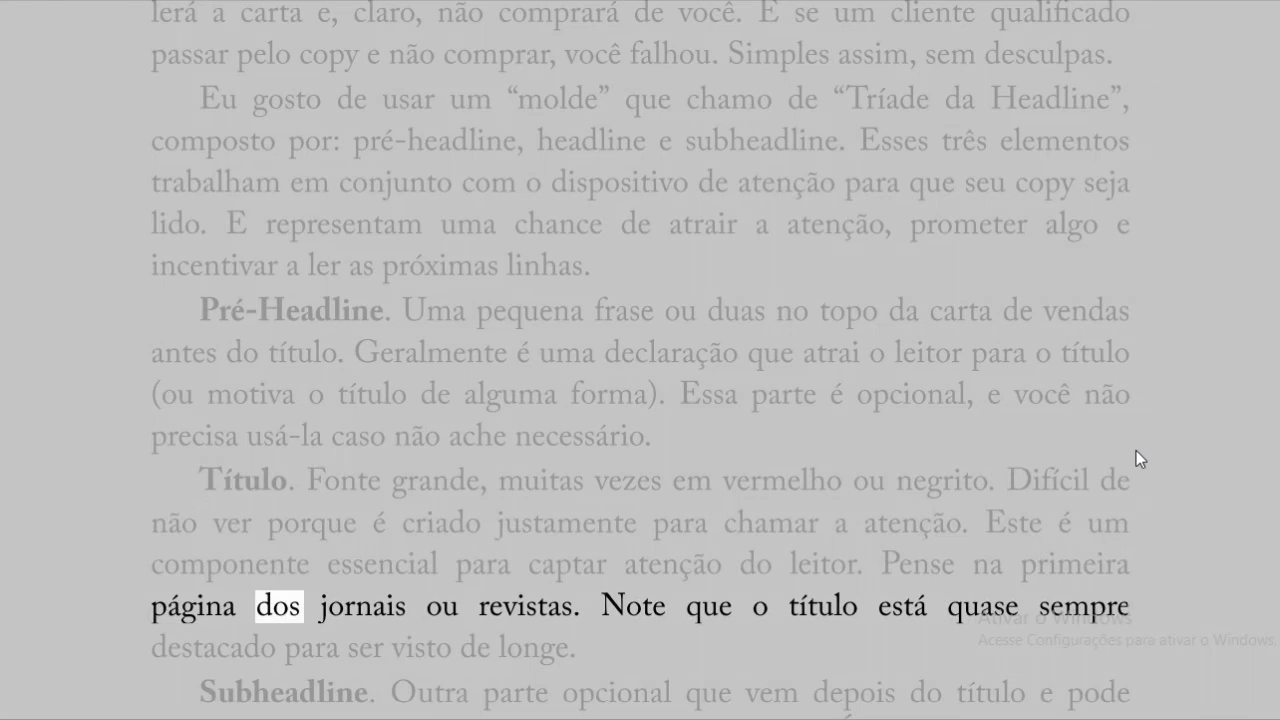 lerá a carta e, claro, não comprará de você. E se um cliente qualificado
passar pelo copy e não comprar, você falhou. Simples assim, sem desculpas.
Eu gosto de usar um “molde” que chamo de “Tríade da Headline”,
composto por: pré-headline, headline e subheadline. Esses três elementos
trabalham em conjunto com o dispositivo de atenção para que seu copy seja
lido. E representam uma chance de atrair a atenção, prometer algo e
incentivar a ler as próximas linhas.
Pré-Headline. Uma pequena frase ou duas no topo da carta de vendas
antes do título. Geralmente é uma declaração que atrai o leitor para o título
(ou motiva o título de alguma forma). Essa parte é opcional, e você não
precisa usá-la caso não ache necessário.
Título. Fonte grande, muitas vezes em vermelho ou negrito. Difícil de
não ver porque é criado justamente para chamar a atenção. Este é um
componente essencial para captar atenção do leitor. Pense na primeira
página dos jornais ou revistas. Note que o título está quase sempre
Ativar o Windows
Acesse Configurações para ativar o Windows.
destacado para ser visto de longe.
Subheadline. Outra parte opcional que vem depois do título e pode